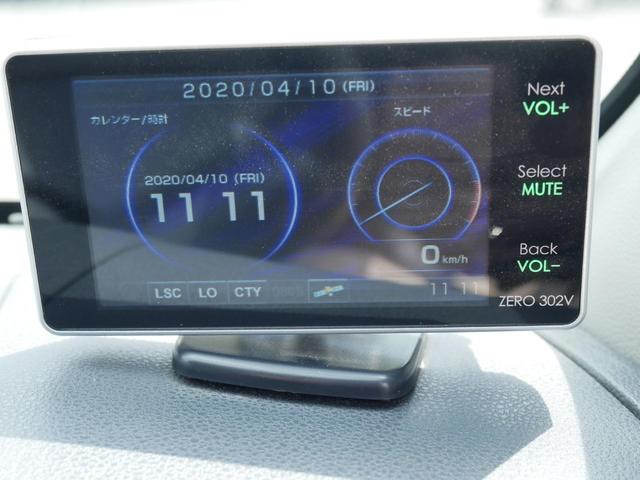 2020/04/10 (FRI)
カレンダー/時計
スピード
2020/04/10 (FRI)
11 11
0 km/h
LSC LO CTY
11 11
Next
VOL+
Select
MUTE
Back
VOL−
ZERO 302V